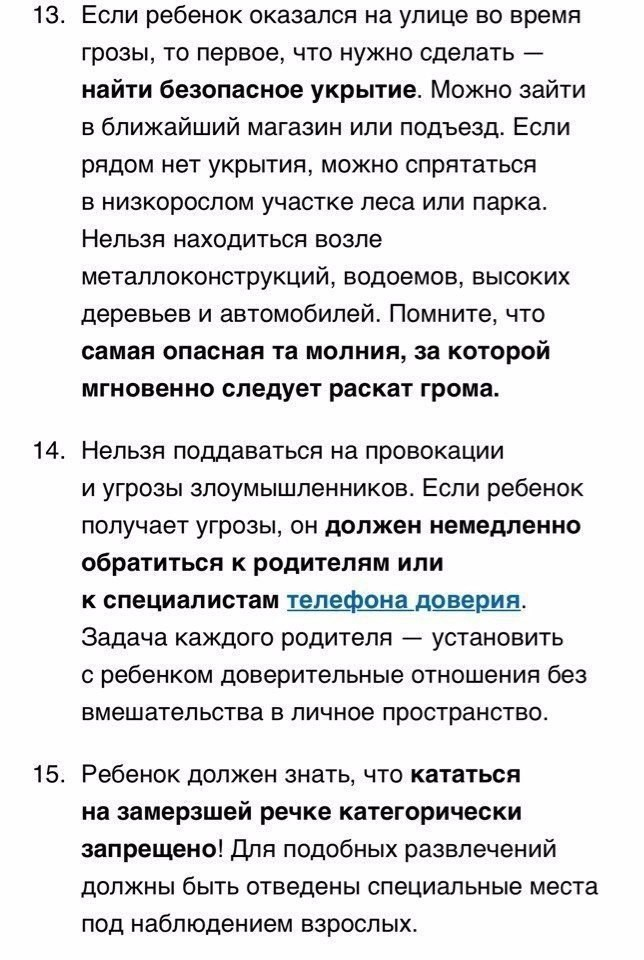 13. Если ребенок оказался на улице во время
грозы, то первое, что нужно сделать —
найти безопасное укрытие. Можно зайти
в ближайший магазин или подъезд. Если
рядом нет укрытия, можно спрятаться
в низкорослом участке леса или парка.
Нельзя находиться возле
металлоконструкций, водоемов, высоких
деревьев и автомобилей. Помните, что
самая опасная та молния, за которой
мгновенно следует раскат грома.
14. Нельзя поддаваться на провокации
и угрозы злоумышленников. Если ребенок
получает угрозы, он должен немедленно
обратиться к родителям или
к специалистам телефона доверия.
Задача каждого родителя — установить
с ребенком доверительные отношения без
вмешательства в личное пространство.
15. Ребенок должен знать, что кататься
на замерзшей речке категорически
запрещено! Для подобных развлечений
должны быть отведены специальные места
под наблюдением взрослых.